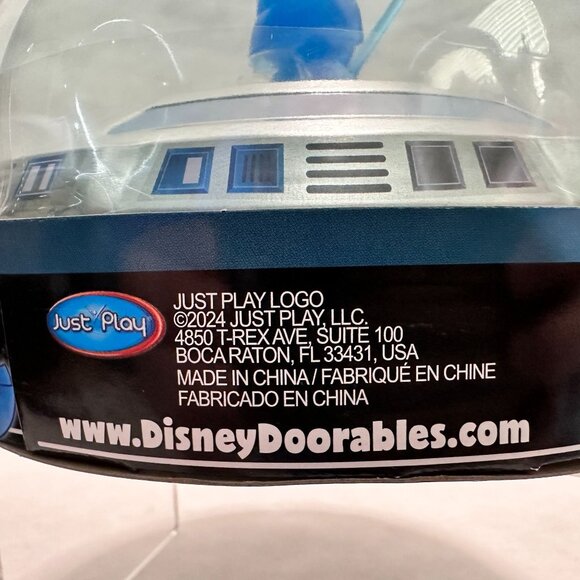 Just Play
JUST PLAY LOGO
©2024 JUST PLAY, LLC.
4850 T-REX AVE, SUITE 100
BOCA RATON, FL 33431, USA
MADE IN CHINA / FABRIQUÉ EN CHINE
FABRICADO EN CHINA
www.DisneyDoorables.com